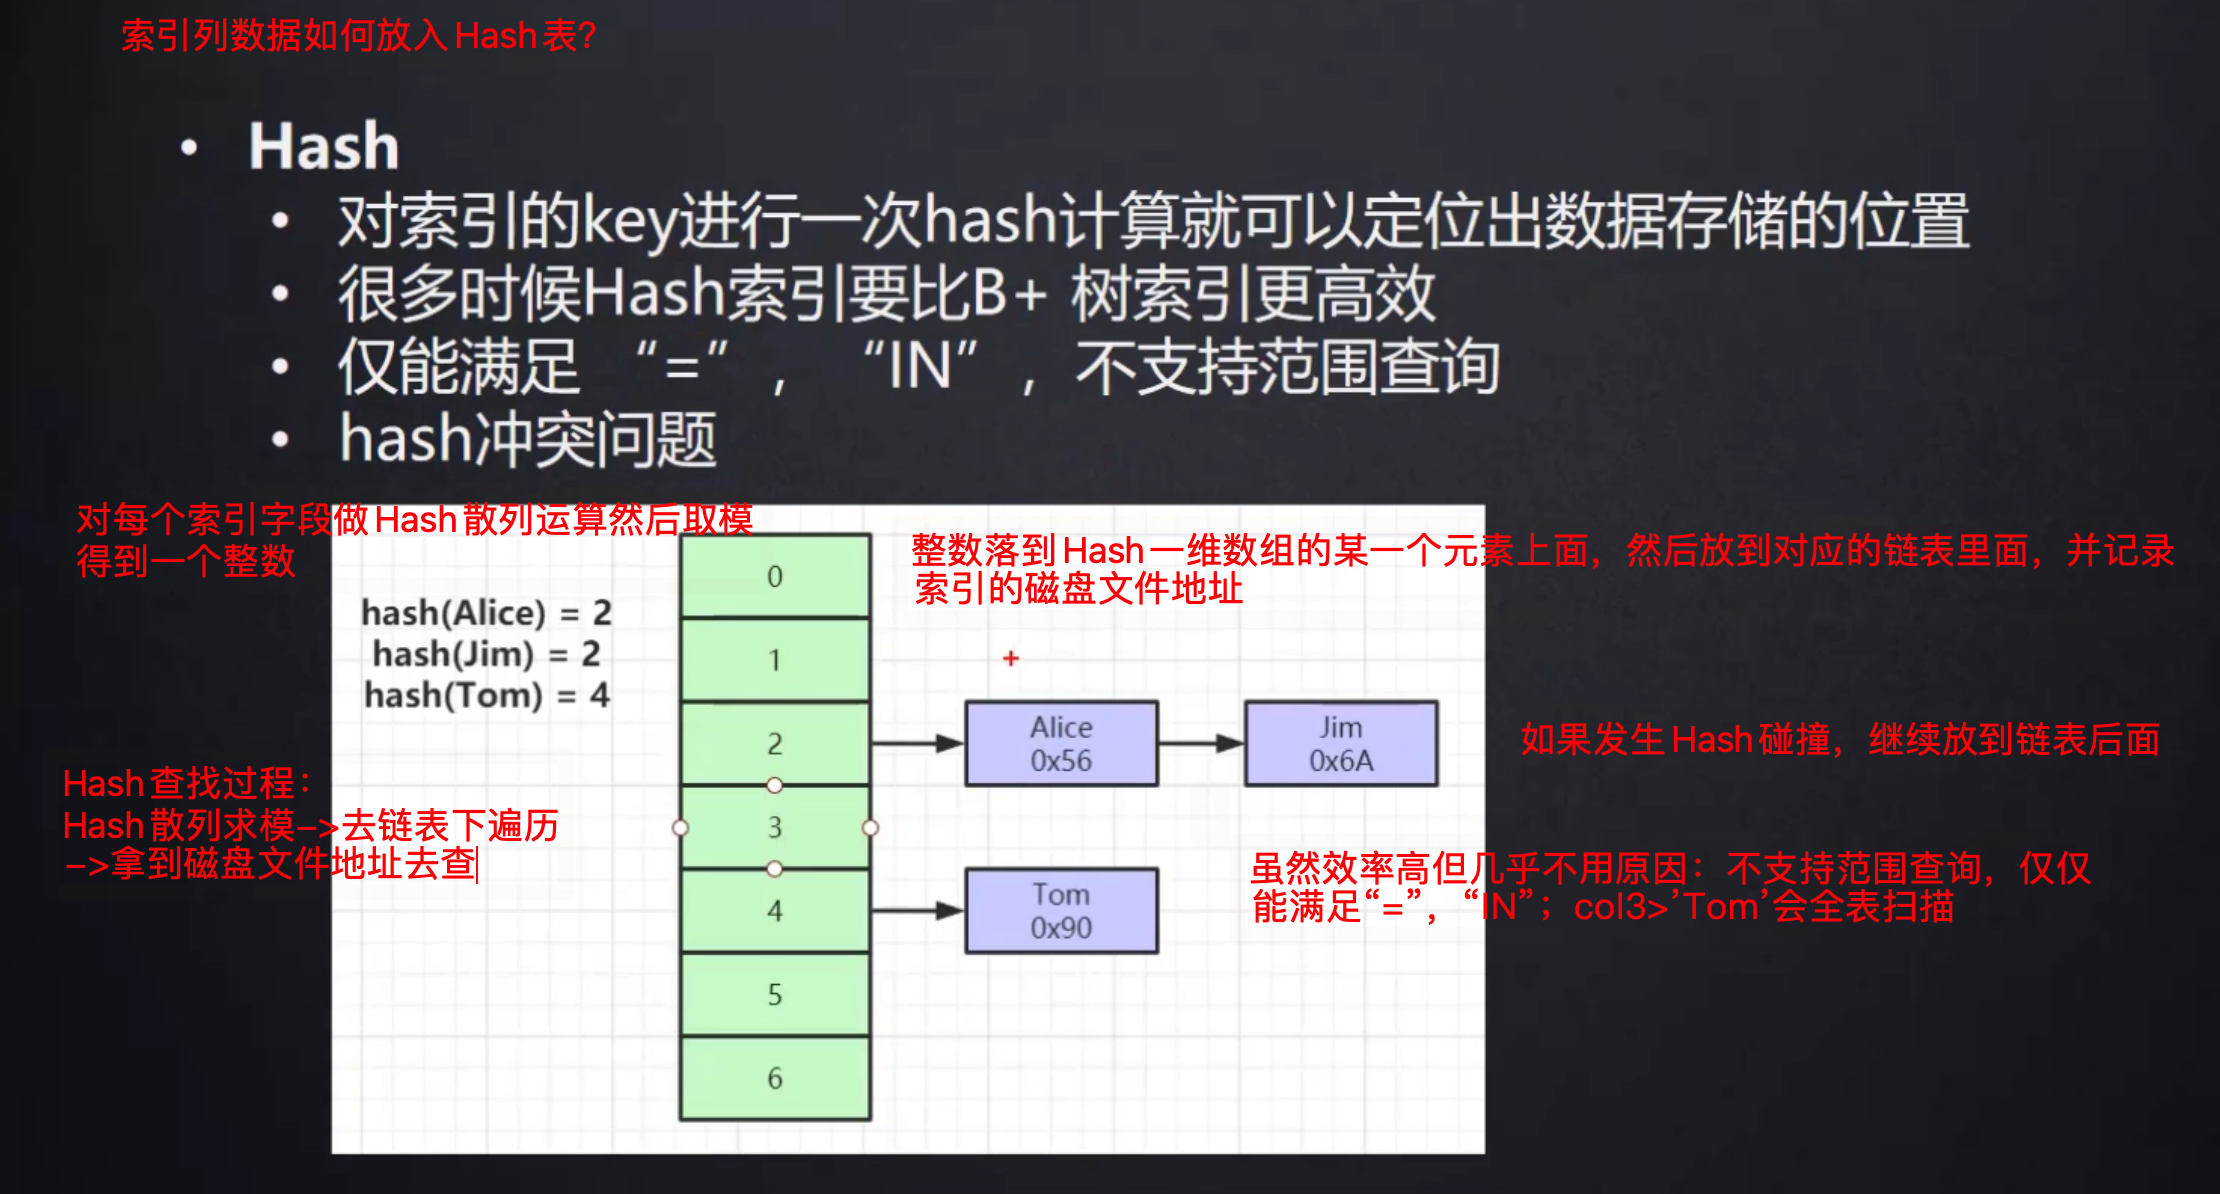 索引列数据如何放入Hash表?
• Hash
• 对索引的key进行一次hash计算就可以定位出数据存储的位置
• 很多时候Hash索引要比B+ 树索引更高效
• 仅能满足 “=”, “IN”, 不支持范围查询
• hash冲突问题
对每个索引字段做Hash散列运算然后取模
得到一个整数
整数落到Hash一维数组的某一个元素上面，然后放到对应的链表里面，并记录
索引的磁盘文件地址
hash(Alice) = 2
hash(Jim) = 2
hash(Tom) = 4
0
1
2
3
4
5
6
Alice
0x56
Jim
0x6A
如果发生Hash碰撞，继续放到链表后面
Hash查找过程：
Hash散列求模–>去链表下遍历
–>拿到磁盘文件地址去查
Tom
0x90
虽然效率高但几乎不用原因：不支持范围查询，仅仅
能满足“=”，“IN”；col3>’Tom’会全表扫描